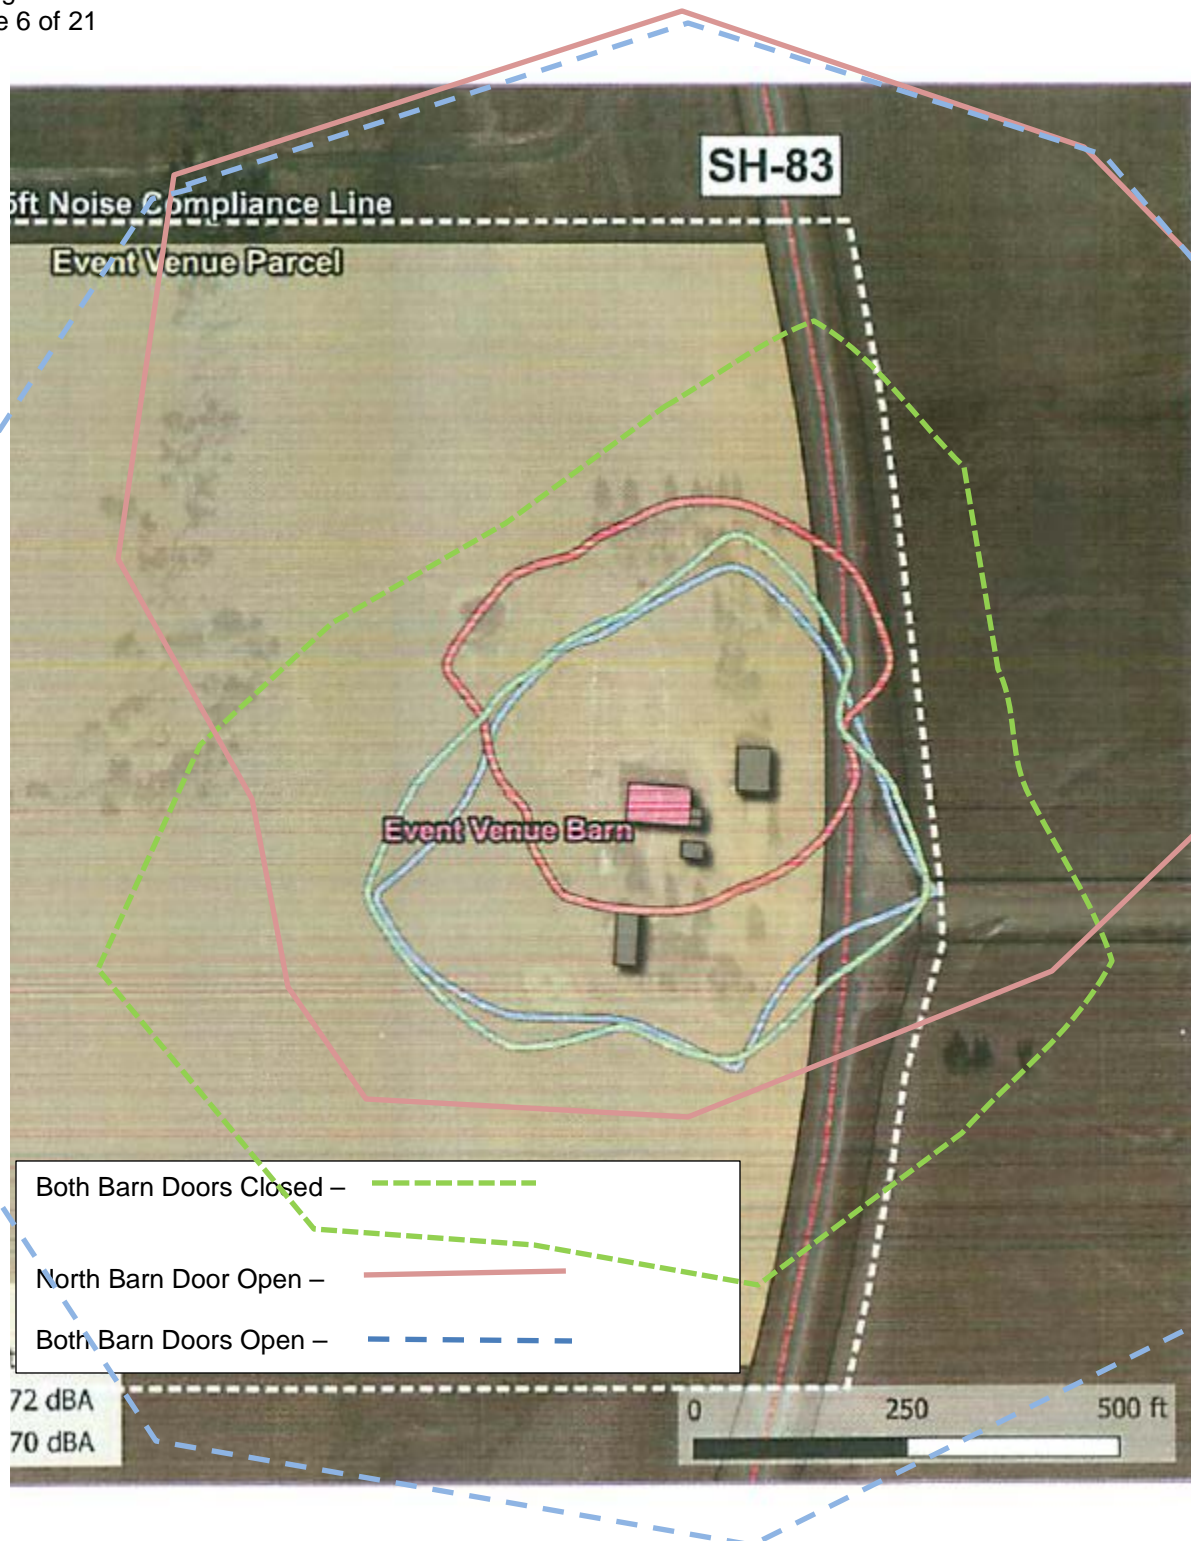 6 of 21
SH-83
5ft Noise Compliance Line
Event Venue Parcel
Event Venue Barn
Both Barn Doors Closed –
North Barn Door Open –
Both Barn Doors Open –
72 dBA
70 dBA
0 250 500 ft